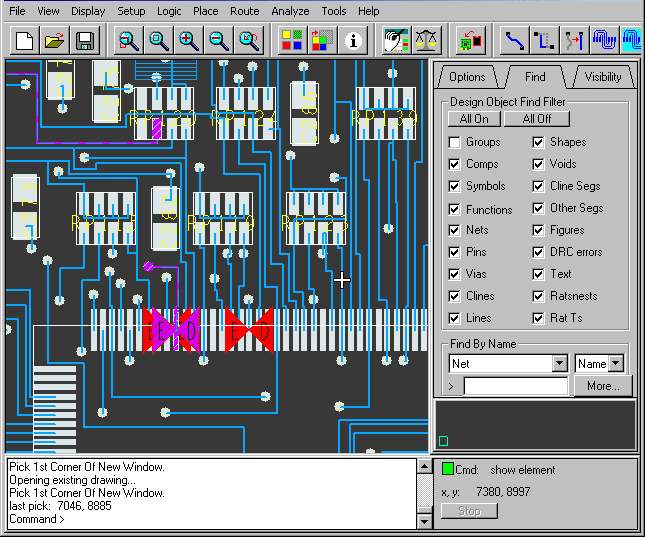 File View Display Setup Logic Place Route Analyze Tools Help
Options Find Visibility
Design Object Find Filter
All On All Off
Groups Shapes
Comps Voids
Symbols Cline Segs
Functions Other Segs
Nets Figures
Pins DRC errors
Vias Text
Clines Ratsnests
Lines Rat Ts
Find By Name
Net Name
> More...
Pick 1st Corner Of New Window.
Opening existing drawing...
Pick 1st Corner Of New Window.
last pick: 7046, 8885
Command >
Cmd: show element
x, y: 7380, 8997
Stop